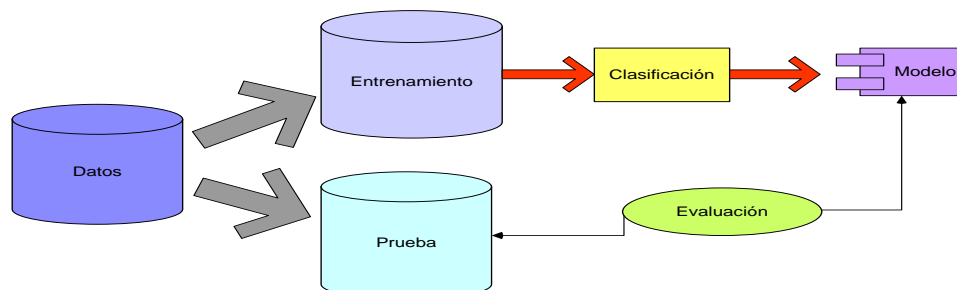 Datos
Entrenamiento
Clasificación
Modelo
Prueba
Evaluación